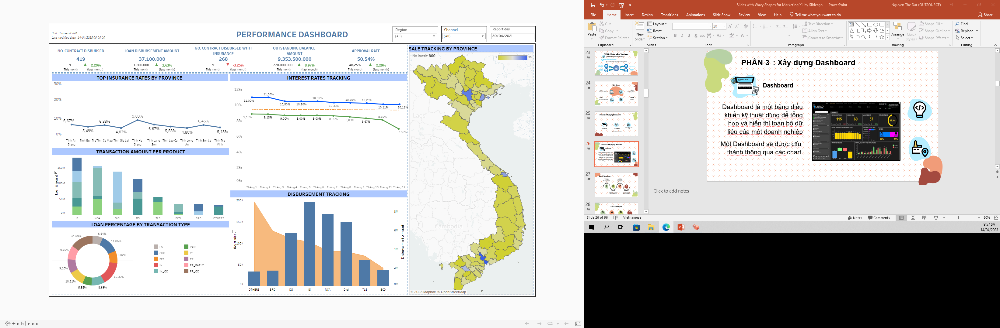 Unit: thousand VND
Last modified date: 14/04/2023 00:00:00
PERFORMANCE DASHBOARD
Region
(All)
Channel
(All)
Report day
30/04/2021
NO. CONTRACT DISBURSED
419
9
2,20%
This month
(last month)
LOAN DISBURSEMENT AMOUNT
37.100.000
1.300.000
3,63%
This month
(last month)
NO. CONTRACT DISBURSED WITH
INSURANCE
268
-9
-3,25%
This month
(last month)
OUTSTANDING BALANCE
AMOUNT
9.353.500.000
770.000.000
8,97%
This month
(last month)
APPROVAL RATE
50,54%
48,25%
2,29%
This month
(last month)
TOP INSURANCE RATES BY PROVINCE
30%
20%
10%
0%
6,67%
5,49%
6,38%
4,83%
9,09%
6,67%
5,58%
4,80%
6,45%
5,13%
Tinh An Giang
Tinh Ben Tre
Tinh Ca Mau
Tinh Gia Lai
Tinh Ha Giang
Tinh Lang Son
Tinh Lao Cai
Tinh Long An
Tinh Son La
Tinh Tra Vinh
TRANSACTION AMOUNT PER PRODUCT
Loan Amount
150M
100M
50M
0M
IS NCA DiGi DS TLS ECO 3RD OTHERS
LOAN PERCENTAGE BY TRANSACTION TYPE
6,94%
11,86%
8,02%
15,30%
8,69%
5,93%
10,11%
9,10%
9,16%
14,89%
PS
CHG
FEE
IN
IN_OD
PAID
PE
PR
PR_EARLY
PR_OD
INTEREST RATES TRACKING
12%
10%
8%
6%
4%
2%
0%
11,00%
11,00%
10,50%
10,50%
10,50%
10,33%
10,30%
10,25%
10,11%
10,11%
9,16%
9,13%
9,00%
9,00%
9,00%
8,95%
8,83%
8,67%
8,50%
7,50%
Tháng 1 Tháng 2 Tháng 3 Tháng 4 Tháng 5 Tháng 6 Tháng 7 Tháng 8 Tháng 9 Tháng 10 Tháng 11 Tháng 12
DISBURSEMENT TRACKING
Ticket size
200K
150K
100K
50K
0K
Disbursement Amount
8M
6M
4M
2M
0M
OTHERS 3RD DS IS NCA Digi TLS ECO
SALE TRACKING BY PROVINCE
No.kiosk: 800
1
59
Laos
Cambodia
© 2023 Mapbox © OpenStreetMap
+ a b l e a u
Slides with Wavy Shapes for Marketing XL by Slidesgo - PowerPoint
Nguyen The Dat (OUTSOURCE)
File Home Insert Design Transitions Animations Slide Show Review View Help Tell me what you want to do
Share
Paste
Cut
Copy
Format Painter
Clipboard
New Slide
Layout
Reset
Section
Slides
20
B I U S abc AV Aa
Font
Text Direction
Align Text
Convert to SmartArt
Paragraph
Arrange
Quick Styles
Shape Fill
Shape Outline
Shape Effects
Drawing
Find
Replace
Select
Editing
23
24
25
26
27
28
PHẦN 3 : Xây dựng Dashboard
Dashboard
Dashboard là một bảng điều
khiển kỹ thuật dùng để tổng
hợp và hiển thị toàn bộ dữ
liệu của một doanh nghiệp
Một Dashboard sẽ được cấu
thành thông qua các chart
LINTAO
115
60
57
47.9%
56%
44%
Click to add notes
Slide 26 of 96
Vietnamese
Notes
Comments
80%
9:57 SA
14/04/2023